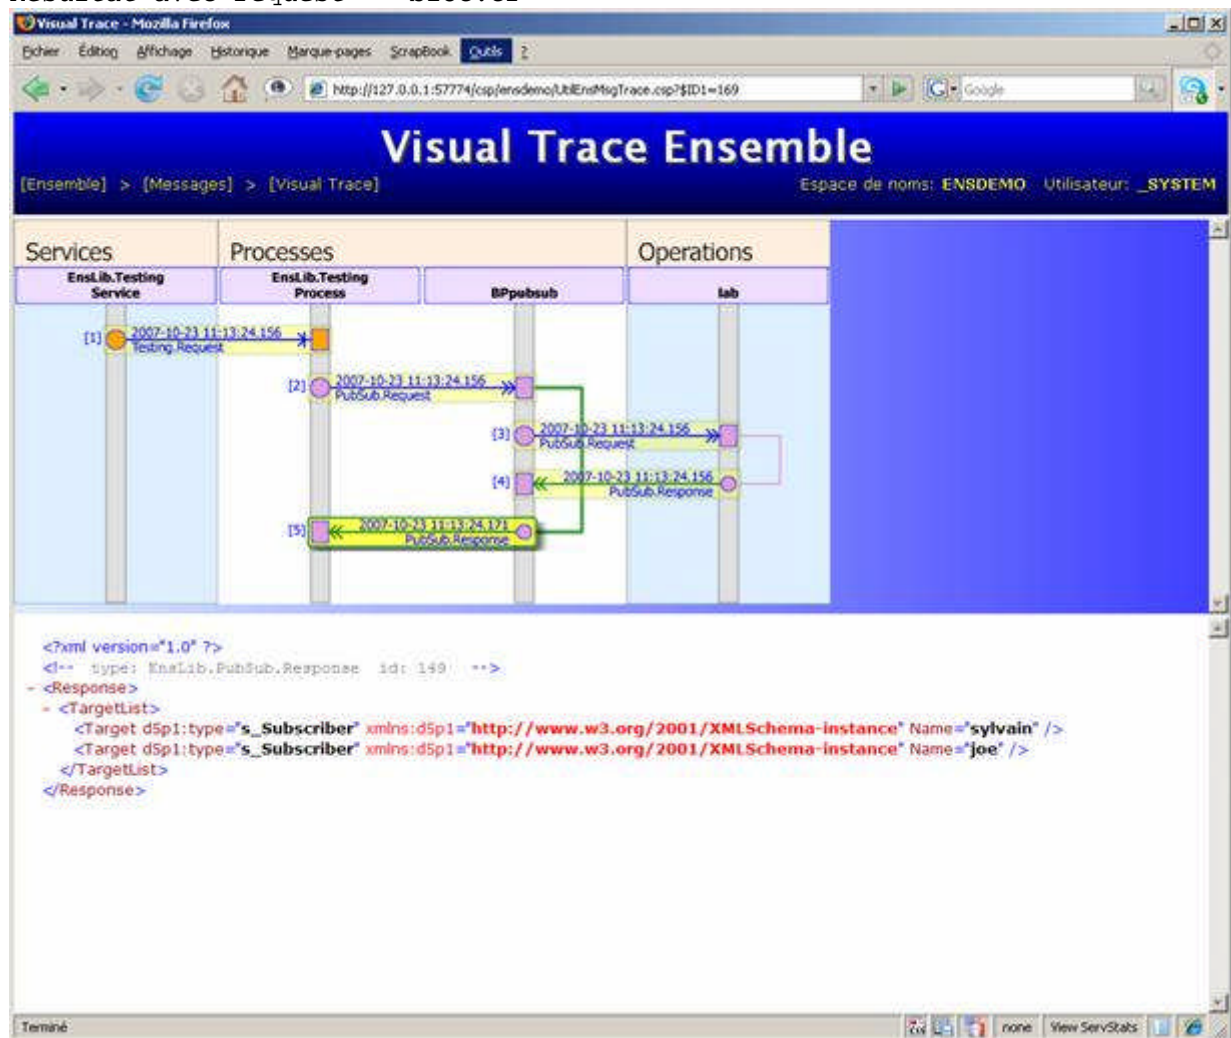 Visual Trace - Mozilla Firefox
Fichier Édition Affichage Historique Marque-pages ScrapBook Outils ?
http://127.0.0.1:57774/csp/ensdemo/UtilEnsMsgTrace.csp?$ID1=169 Google
Visual Trace Ensemble
[Ensemble] > [Messages] > [Visual Trace] Espace de noms: ENSDEMO Utilisateur: _SYSTEM
Services Processes Operations
EnsLib.Testing Service EnsLib.Testing Process BPpubsub lab
[1] 2007-10-23 11:13:24.156
Testing.Request
[2] 2007-10-23 11:13:24.156
PubSub.Request
[3] 2007-10-23 11:13:24.156
PubSub.Request
[4] 2007-10-23 11:13:24.156
PubSub.Response
[5] 2007-10-23 11:13:24.171
PubSub.Response
<?xml version="1.0" ?>
<!-- type: EnsLib.PubSub.Response id: 149 -->
- <Response>
- <TargetList>
<Target d5p1:type="s_Subscriber" xmlns:d5p1="http://www.w3.org/2001/XMLSchema-instance" Name="sylvain" />
<Target d5p1:type="s_Subscriber" xmlns:d5p1="http://www.w3.org/2001/XMLSchema-instance" Name="joe" />
</TargetList>
</Response>
Terminé none View ServStats